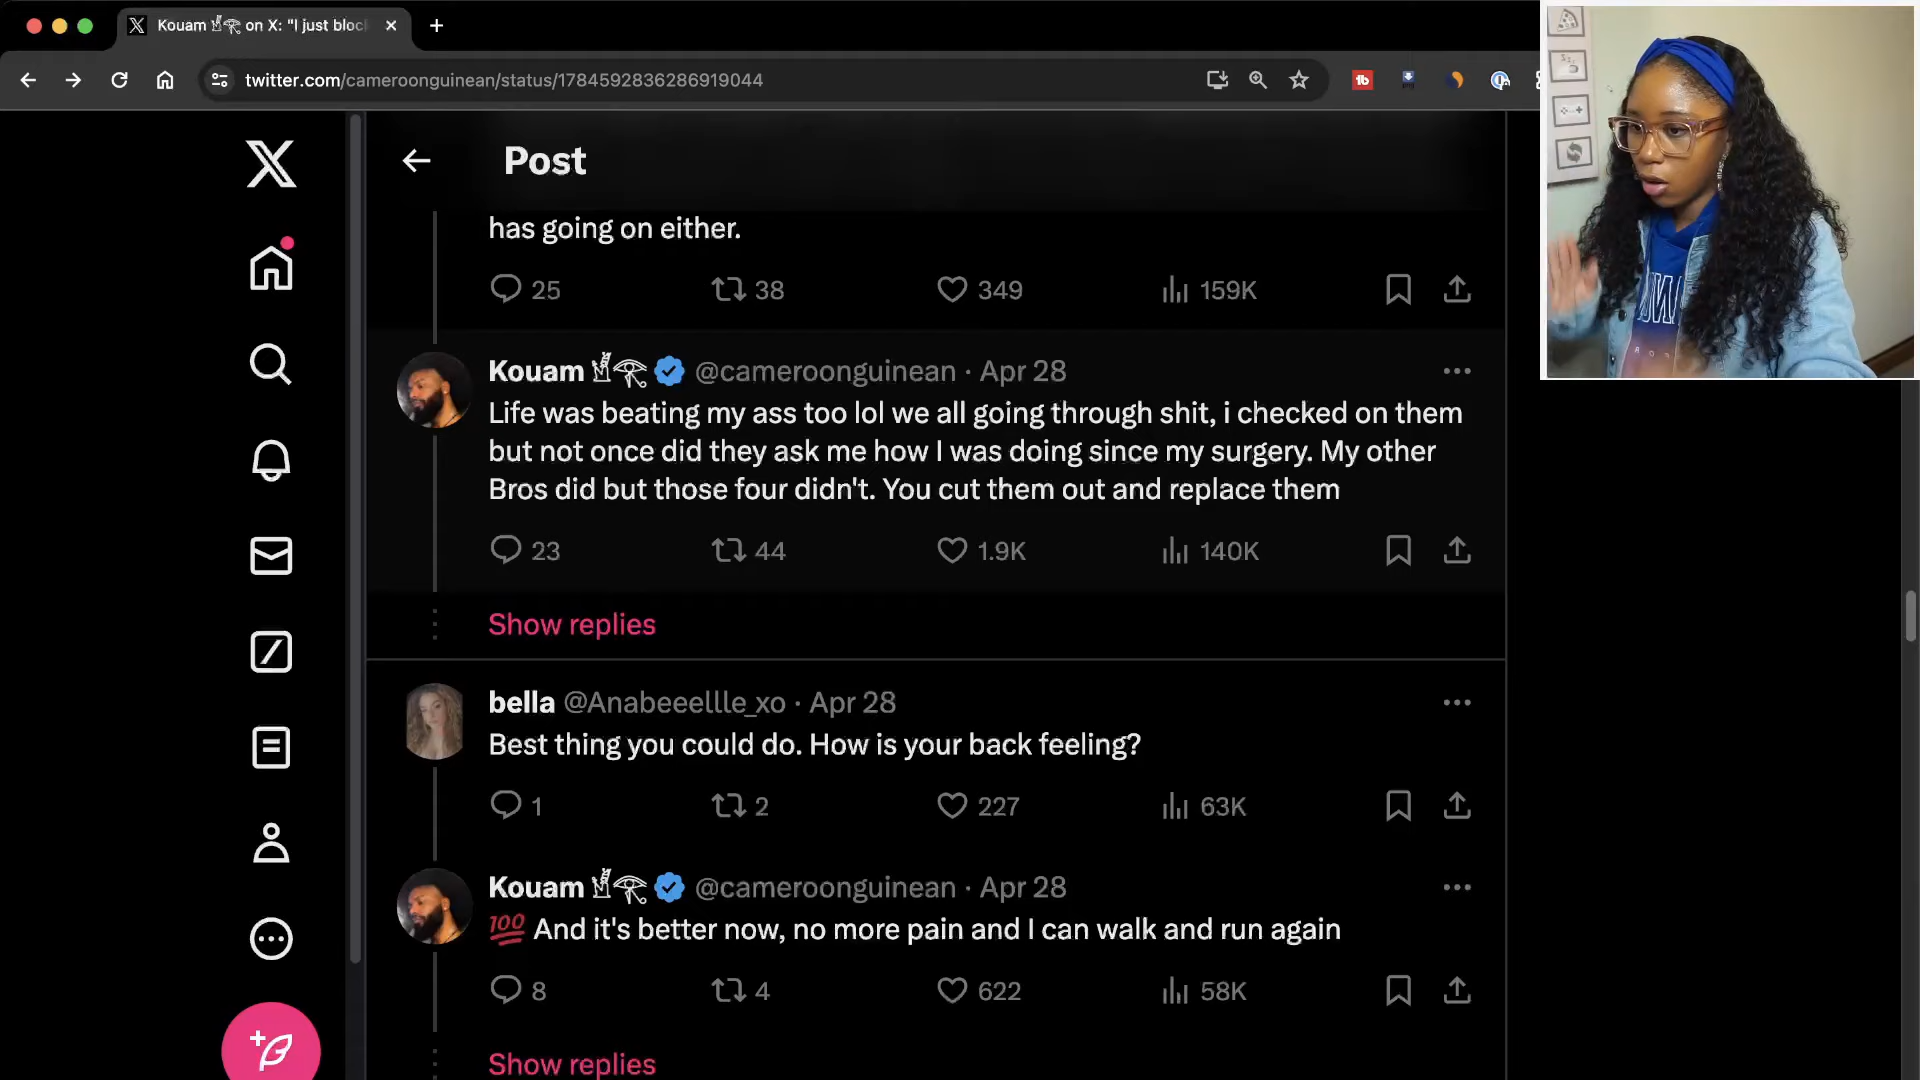 Kouam on X: "I just bloc
twitter.com/cameroonguinean/status/1784592836286919044
Post
has going on either.
25 38 349 159K
Kouam @cameroonguinean · Apr 28
Life was beating my ass too lol we all going through shit, i checked on them
but not once did they ask me how I was doing since my surgery. My other
Bros did but those four didn't. You cut them out and replace them
23 44 1.9K 140K
Show replies
bella @Anabeeellle_xo · Apr 28
Best thing you could do. How is your back feeling?
1 2 227 63K
Kouam @cameroonguinean · Apr 28
💯 And it's better now, no more pain and I can walk and run again
8 4 622 58K
Show replies